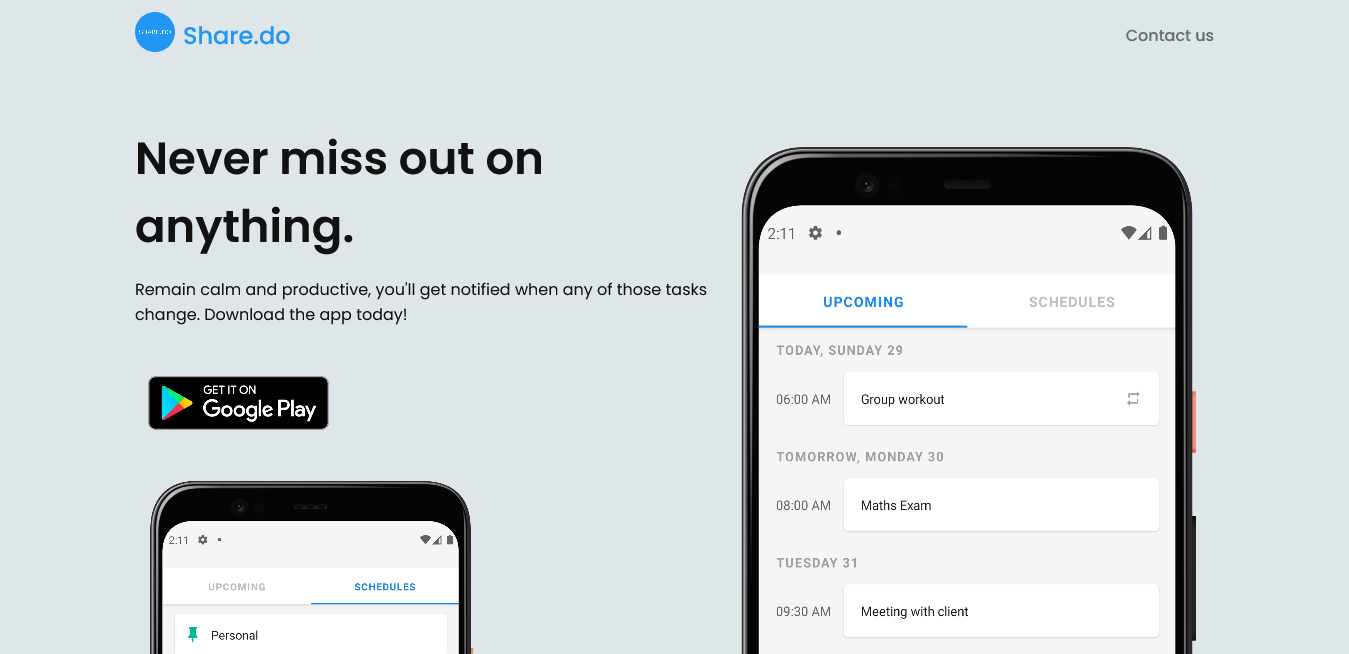 SHARE.DO
Share.do
Contact us
Never miss out on
anything.
Remain calm and productive, you'll get notified when any of those tasks
change. Download the app today!
GET IT ON
Google Play
2:11
UPCOMING
SCHEDULES
Personal
2:11
UPCOMING
SCHEDULES
TODAY, SUNDAY 29
06:00 AM
Group workout
TOMORROW, MONDAY 30
08:00 AM
Maths Exam
TUESDAY 31
09:30 AM
Meeting with client